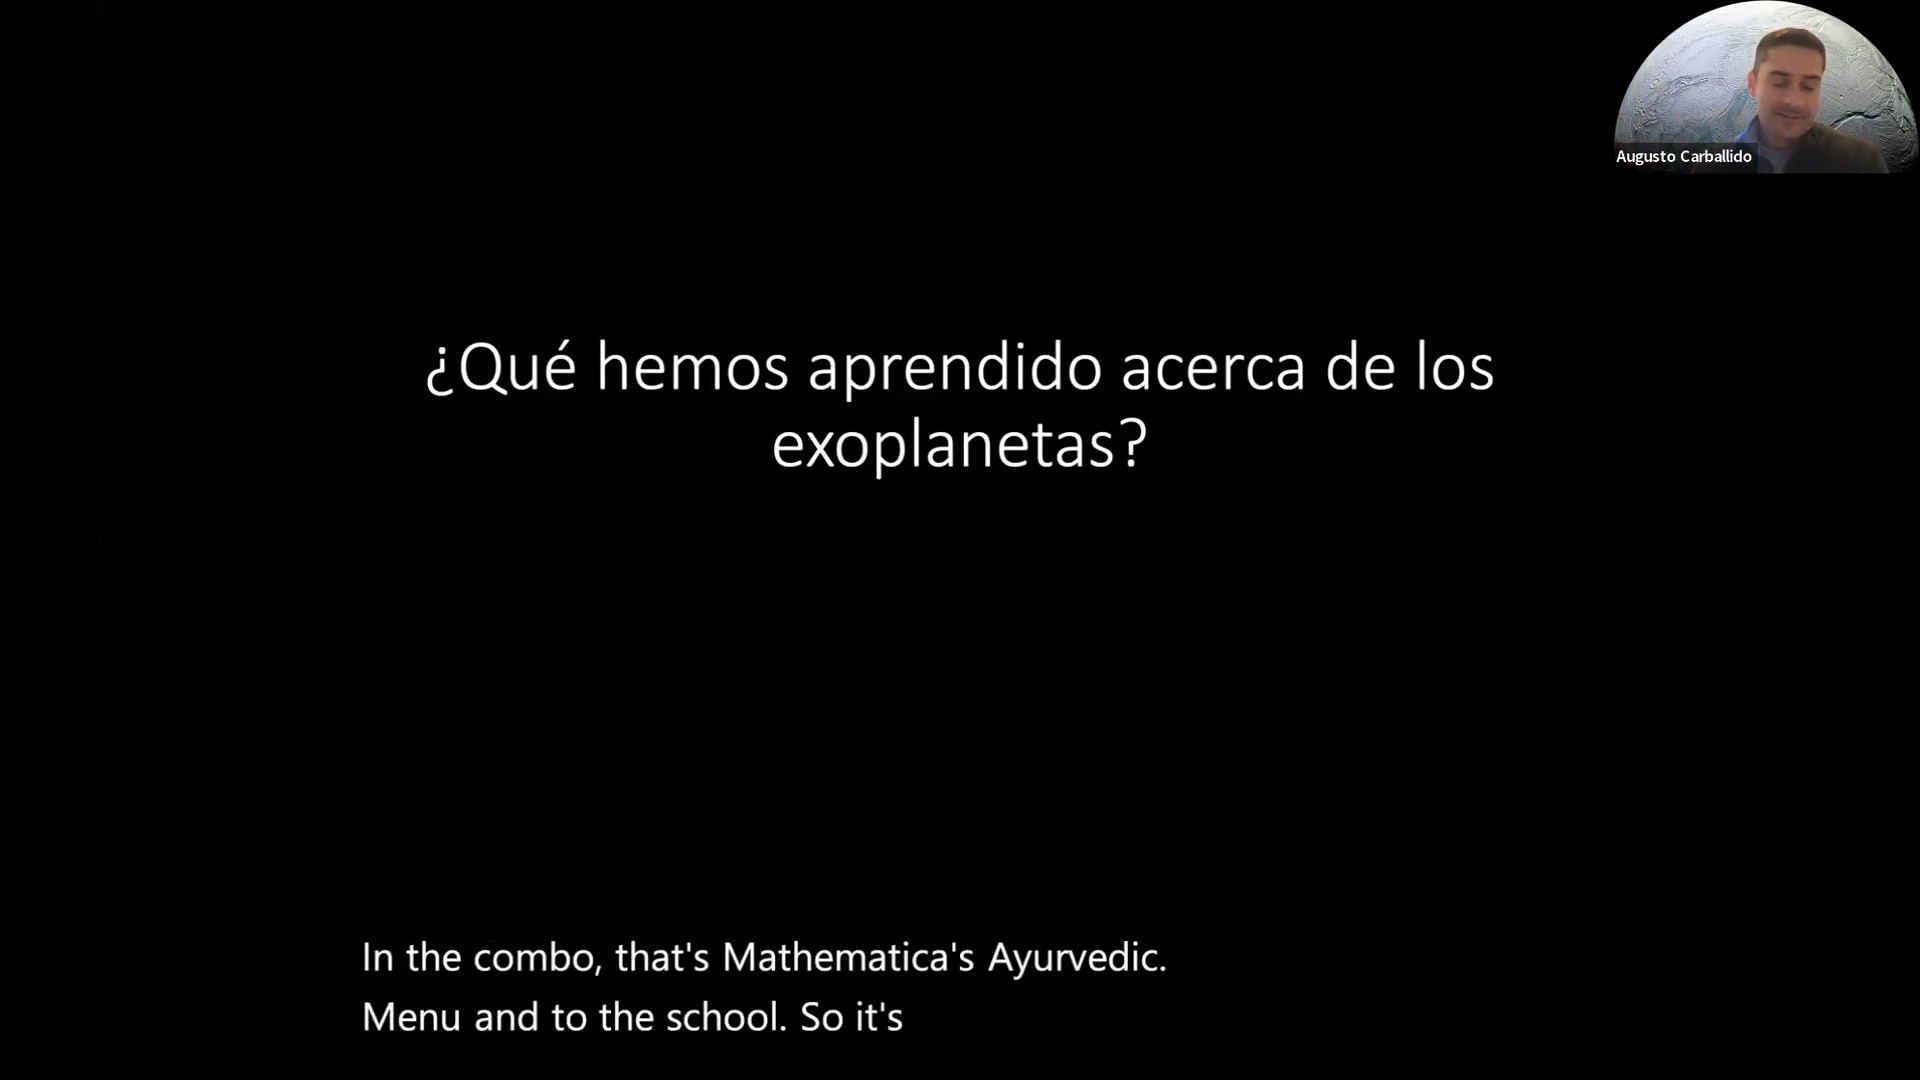 Augusto Carballido
¿Qué hemos aprendido acerca de los
exoplanetas?
In the combo, that's Mathematica's Ayurvedic.
Menu and to the school. So it's